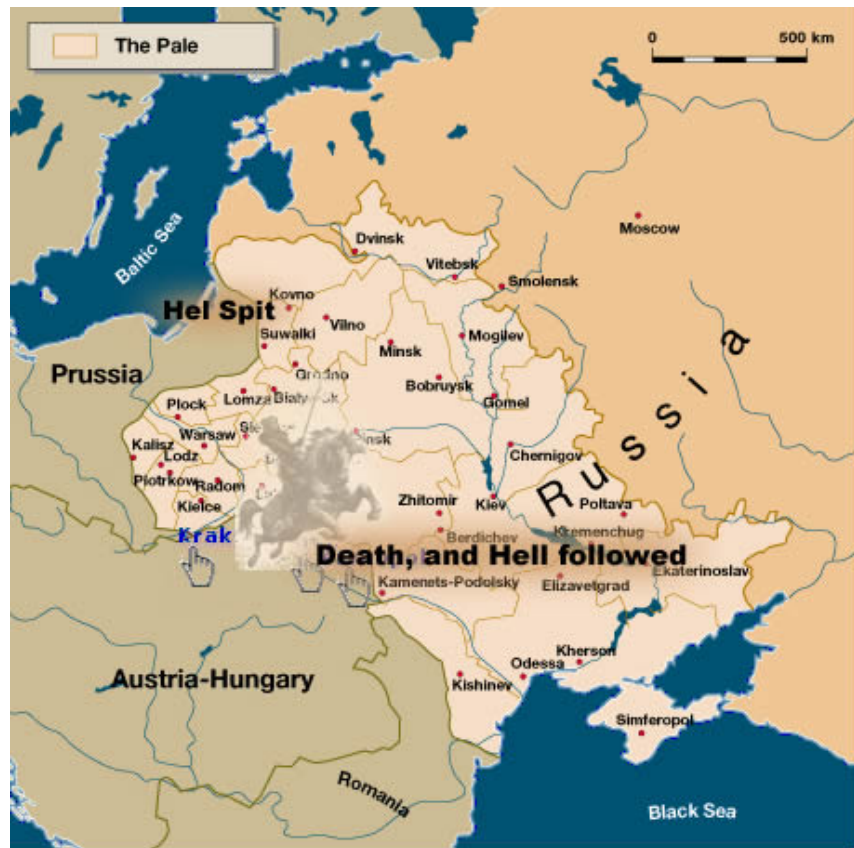 The Pale
0 500 km
Moscow
Baltic Sea
Dvinsk
Vitebsk
Smolensk
Kovno
Hel Spit
Vilno
Suwalki
Mogilev
Minsk
Russia
Prussia
Grodno
Bobruysk
Lomza
Gomel
Plock
Warsaw
Kalisz
Lodz
Chernigov
Piotrkow
Radom
Kielce
Zhitomir
Kiev
Poltava
Krak
Berdichev
Kremenchug
Death, and Hell followed
Ekaterinoslav
Kamenets-Podolsky
Elizavetgrad
Kherson
Austria-Hungary
Odessa
Kishinev
Simferopol
Romania
Black Sea